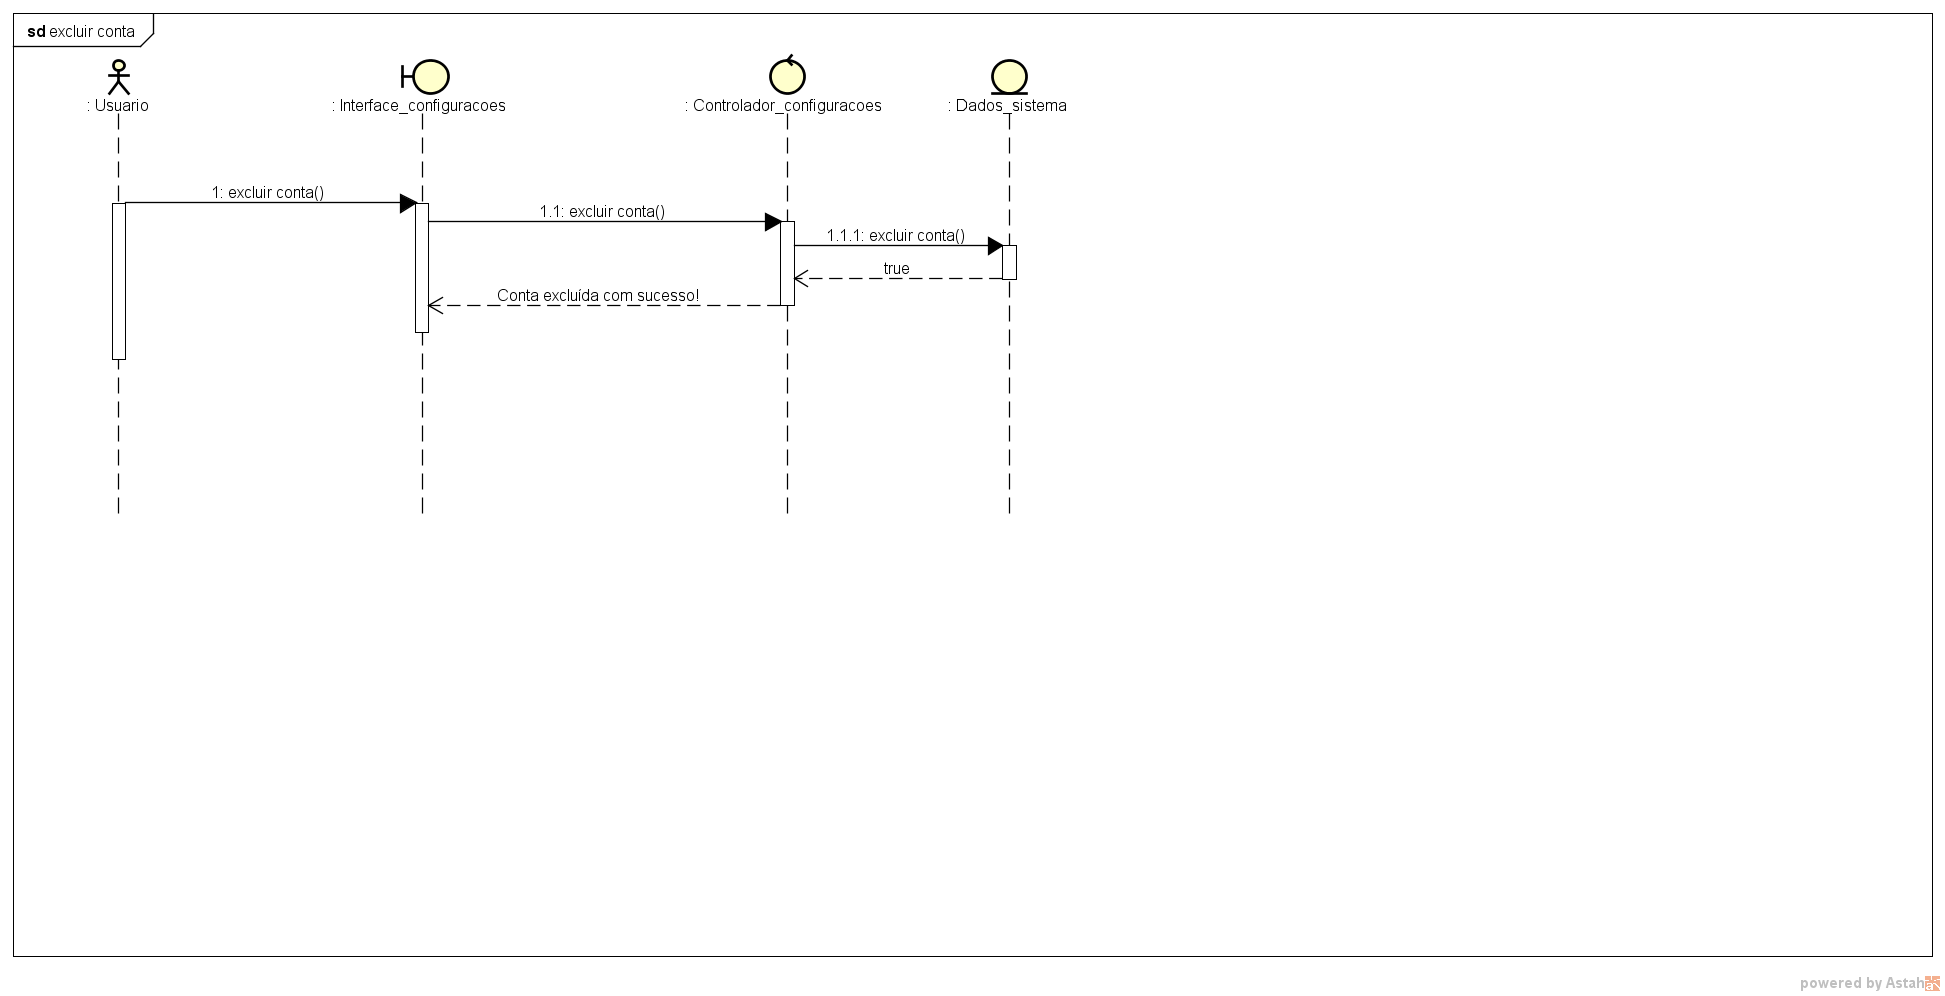 sd excluir conta
: Usuario
: Interface_configuracoes
: Controlador_configuracoes
: Dados_sistema
1: excluir conta()
1.1: excluir conta()
1.1.1: excluir conta()
true
Conta excluída com sucesso!
powered by Astah